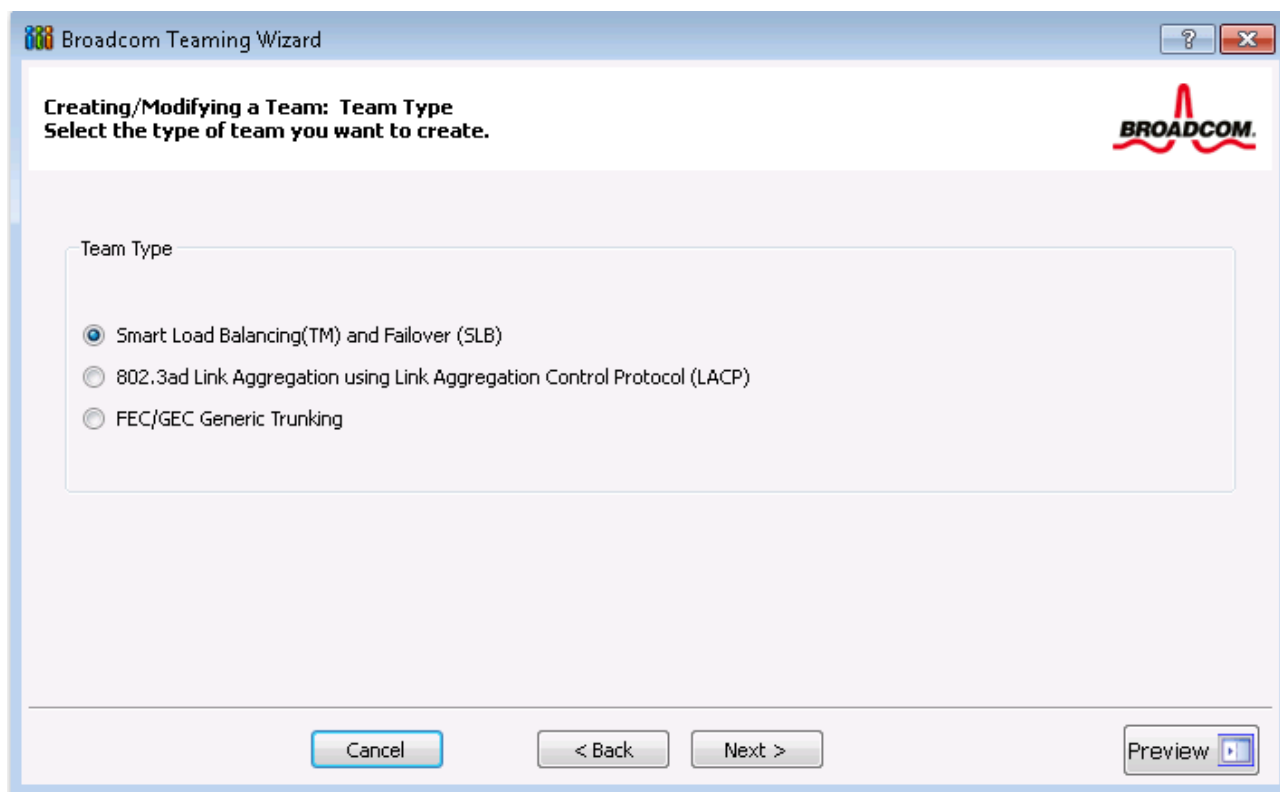 Broadcom Teaming Wizard
?
Creating/Modifying a Team: Team Type
Select the type of team you want to create.
BROADCOM.
Team Type
Smart Load Balancing(TM) and Failover (SLB)
802.3ad Link Aggregation using Link Aggregation Control Protocol (LACP)
FEC/GEC Generic Trunking
Cancel
< Back
Next >
Preview